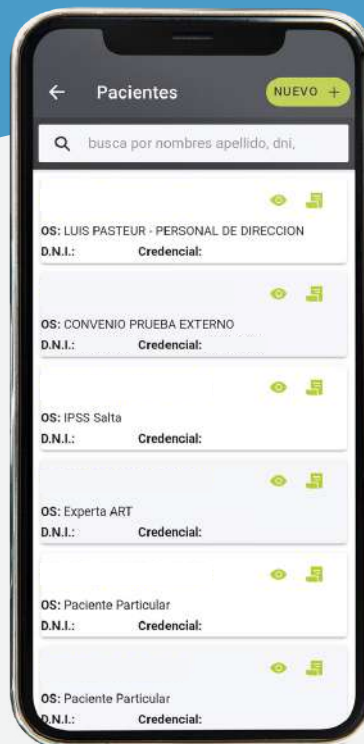 Pacientes
NUEVO +
busca por nombres apellido, dni,
OS: LUIS PASTEUR - PERSONAL DE DIRECCION
D.N.I.: Credencial:
OS: CONVENIO PRUEBA EXTERNO
D.N.I.: Credencial:
OS: IPSS Salta
D.N.I.: Credencial:
OS: Experta ART
D.N.I.: Credencial:
OS: Paciente Particular
D.N.I.: Credencial:
OS: Paciente Particular
D.N.I.: Credencial: